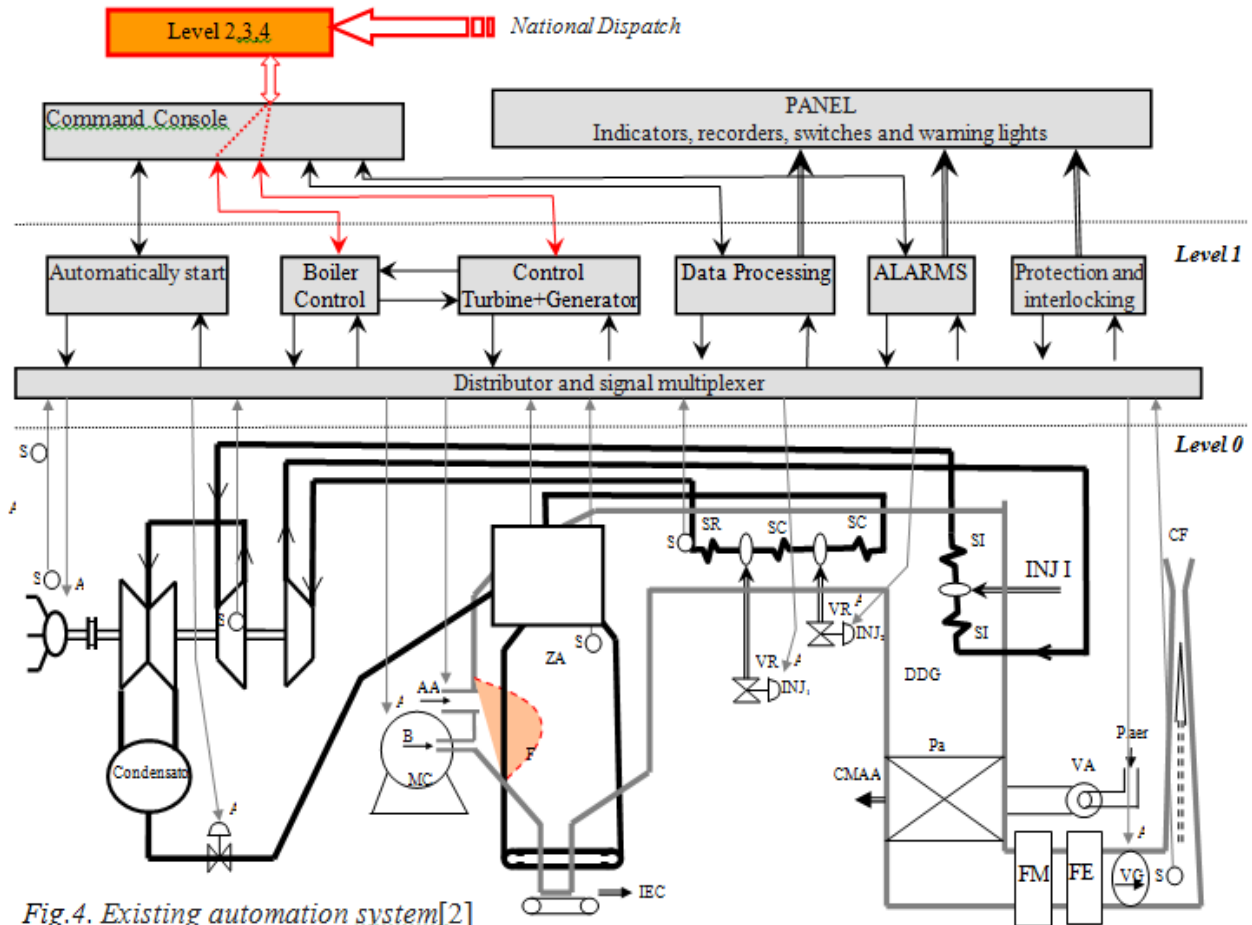 Level 2,3,4
National Dispatch
Command Console
PANEL
Indicators, recorders, switches and warning lights
Level 1
Automatically start
Boiler
Control
Control
Turbine+Generator
Data Processing
ALARMS
Protection and
interlocking
Distributor and signal multiplexer
Level 0
S
A
S
A
S
S
ZA
S
SR
SC
SC
VR
A
INJ₁
VR
A
INJ₂
SI
INJ I
SI
CF
DDG
AA
A
B
MC
F
Condensato
A
Pa
CMAA
VA
P aer
A
FM
FE
VG
S
IEC
Fig.4. Existing automation system[2]